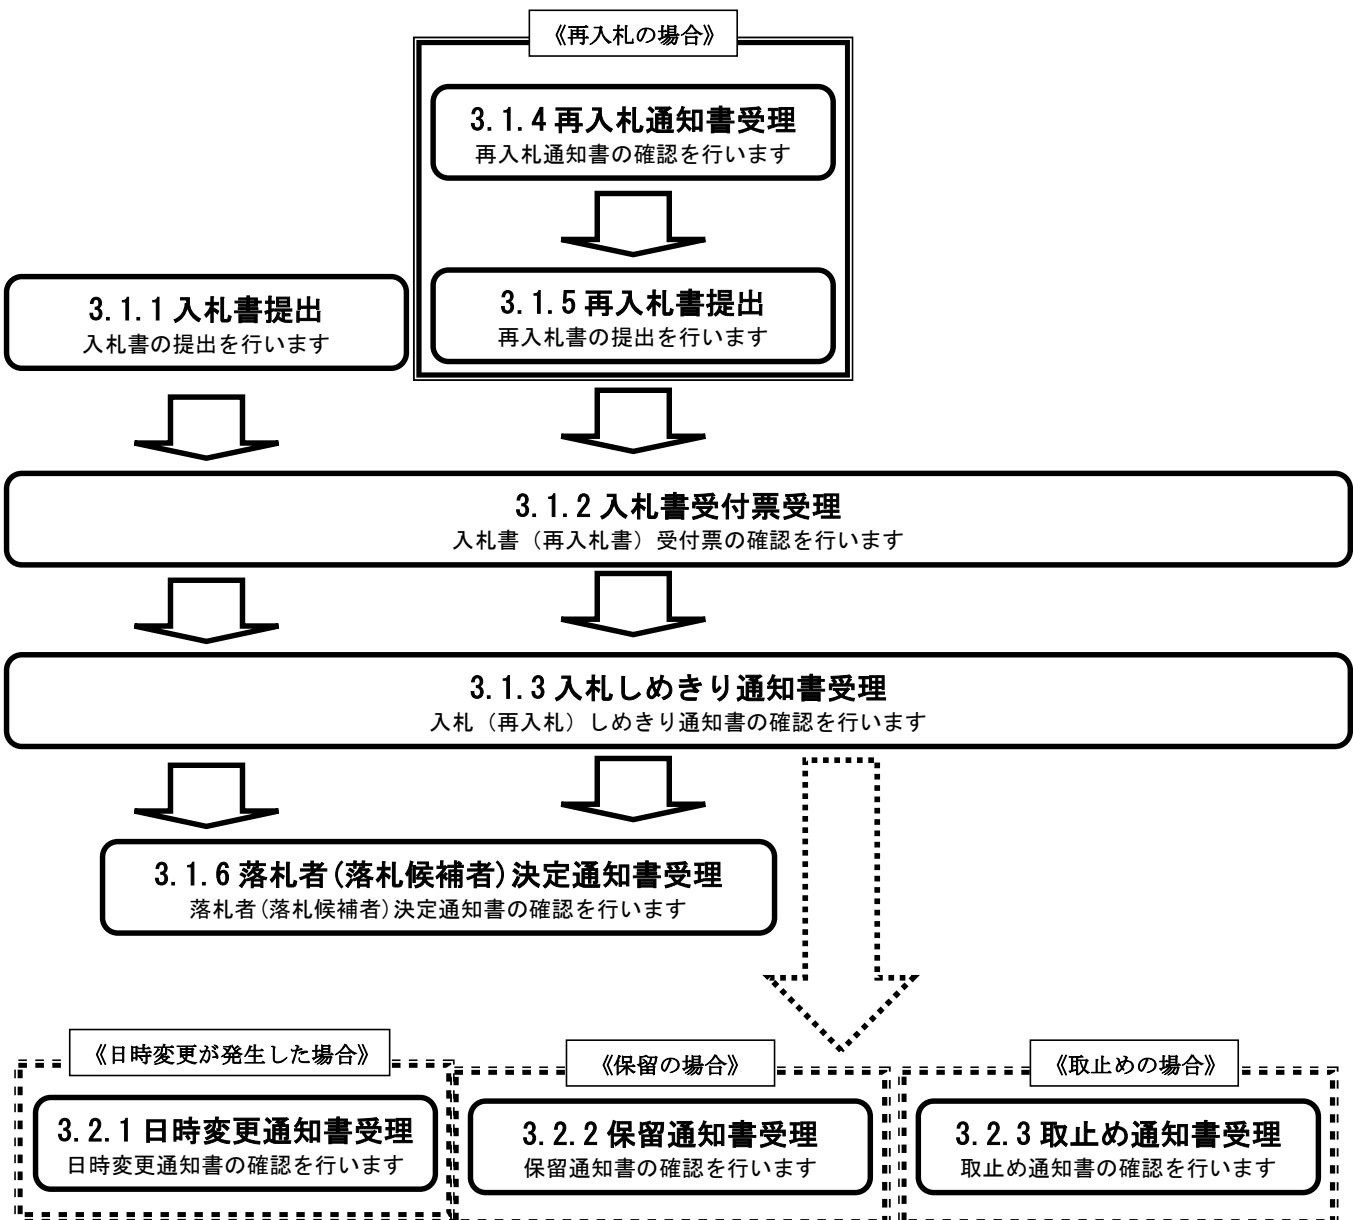 《再入札の場合》
3.1.4再入札通知書受理
再入札通知書の確認を行います
3.1.1入札書提出
入札書の提出を行います
3.1.5再入札書提出
再入札書の提出を行います
3.1.2入札書受付票受理
入札書（再入札書）受付票の確認を行います
3.1.3入札しめきり通知書受理
入札（再入札）しめきり通知書の確認を行います
3.1.6落札者(落札候補者)決定通知書受理
落札者(落札候補者)決定通知書の確認を行います
《日時変更が発生した場合》
3.2.1日時変更通知書受理
日時変更通知書の確認を行います
《保留の場合》
3.2.2保留通知書受理
保留通知書の確認を行います
《取止めの場合》
3.2.3取止め通知書受理
取止め通知書の確認を行います